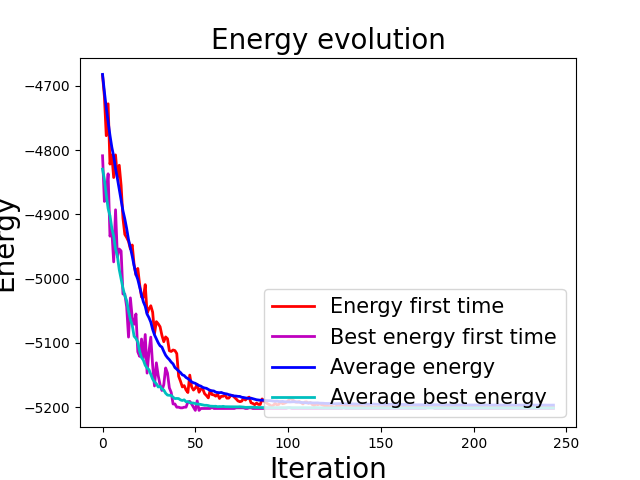 Energy evolution
Energy
−4700
−4800
−4900
−5000
−5100
−5200
0
50
100
150
200
250
Iteration
Energy first time
Best energy first time
Average energy
Average best energy